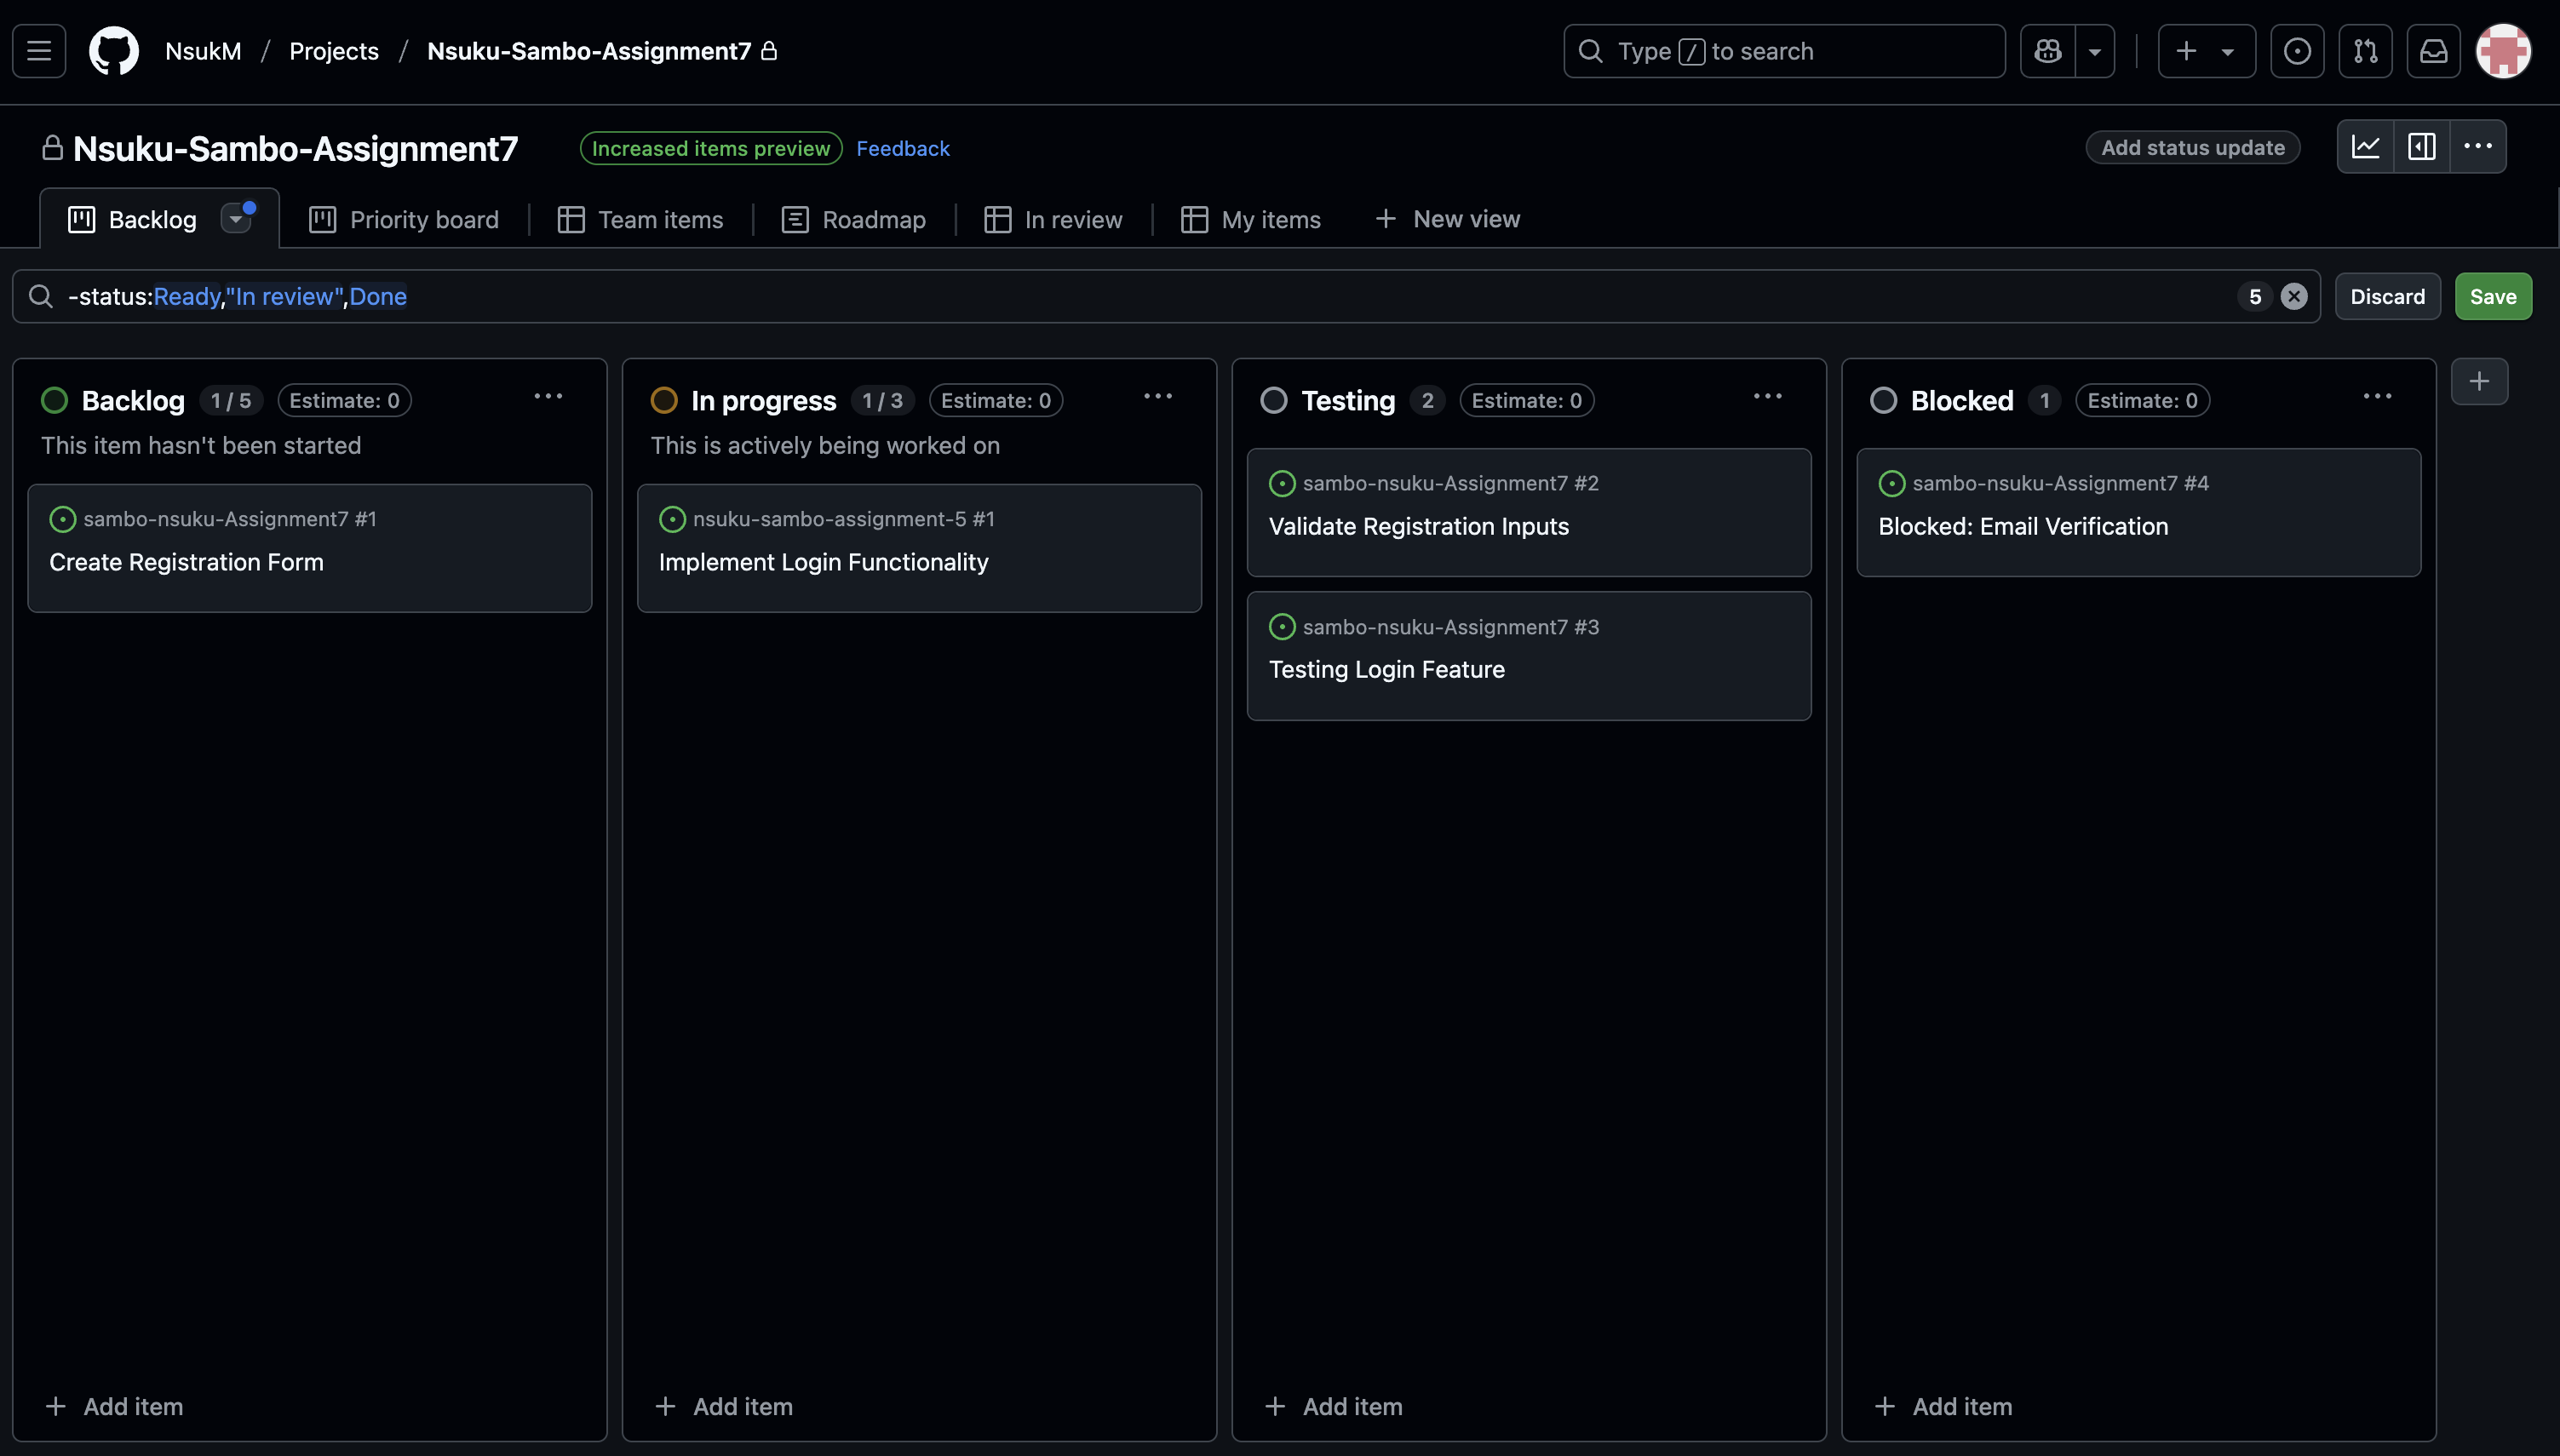 NsukM / Projects / Nsuku-Sambo-Assignment7
Type / to search
Nsuku-Sambo-Assignment7
Increased items preview
Feedback
Add status update
Backlog
Priority board
Team items
Roadmap
In review
My items
New view
-status:Ready,"In review",Done
5
Discard
Save
Backlog 1 / 5 Estimate: 0
This item hasn't been started
sambo-nsuku-Assignment7 #1
Create Registration Form
Add item
In progress 1 / 3 Estimate: 0
This is actively being worked on
nsuku-sambo-assignment-5 #1
Implement Login Functionality
Add item
Testing 2 Estimate: 0
sambo-nsuku-Assignment7 #2
Validate Registration Inputs
sambo-nsuku-Assignment7 #3
Testing Login Feature
Add item
Blocked 1 Estimate: 0
sambo-nsuku-Assignment7 #4
Blocked: Email Verification
Add item